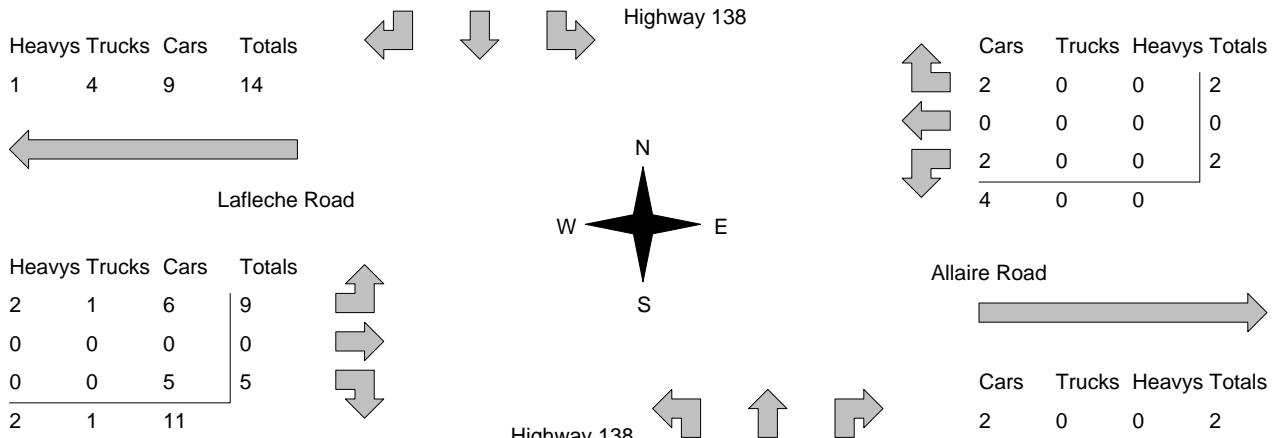 Highway 138
Heavys Trucks Cars Totals
1 4 9 14
Cars Trucks Heavys Totals
2 0 0 2
0 0 0 0
2 0 0 2
4 0 0
N
W E
S
Lafleche Road
Heavys Trucks Cars Totals
2 1 6 9
0 0 0 0
0 0 5 5
2 1 11
Allaire Road
Cars Trucks Heavys Totals
2 0 0 2
Highway 138